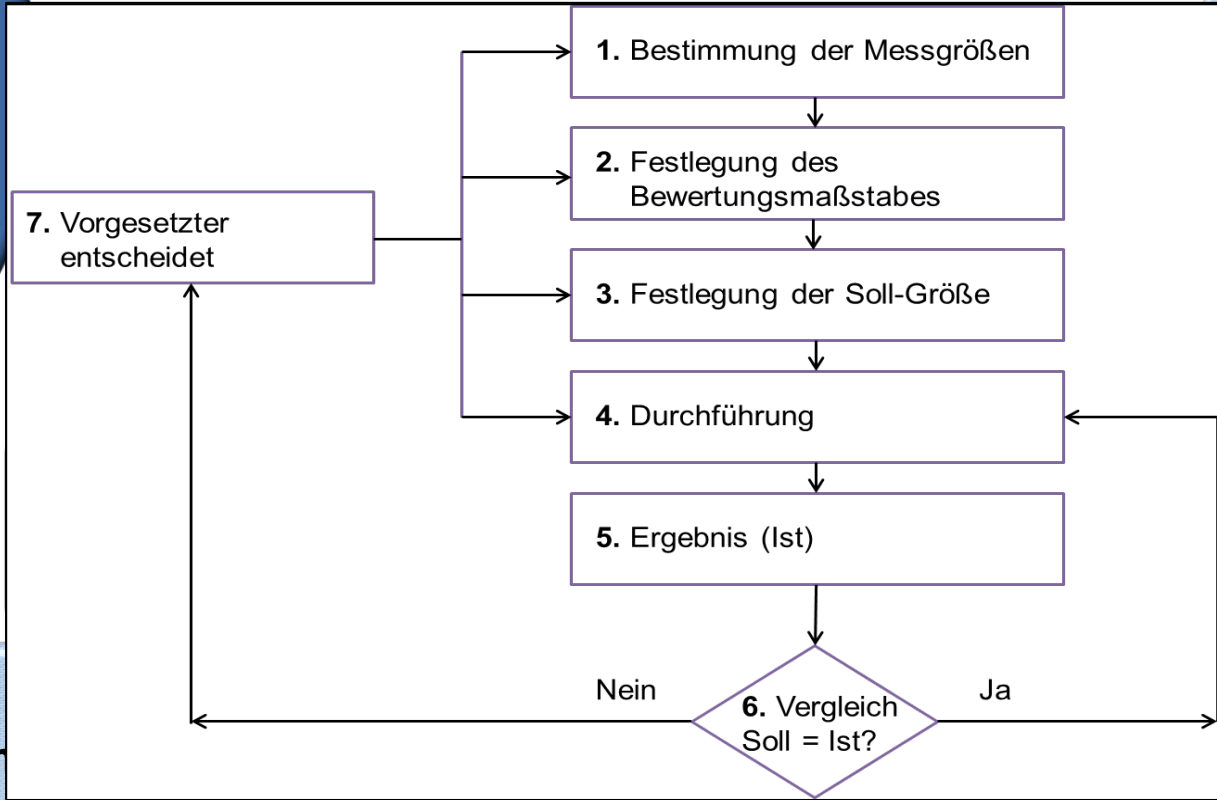 1. Bestimmung der Messgrößen
2. Festlegung des
Bewertungsmaßstabes
7. Vorgesetzter
entscheidet
3. Festlegung der Soll-Größe
4. Durchführung
5. Ergebnis (Ist)
Nein
Ja
6. Vergleich
Soll = Ist?